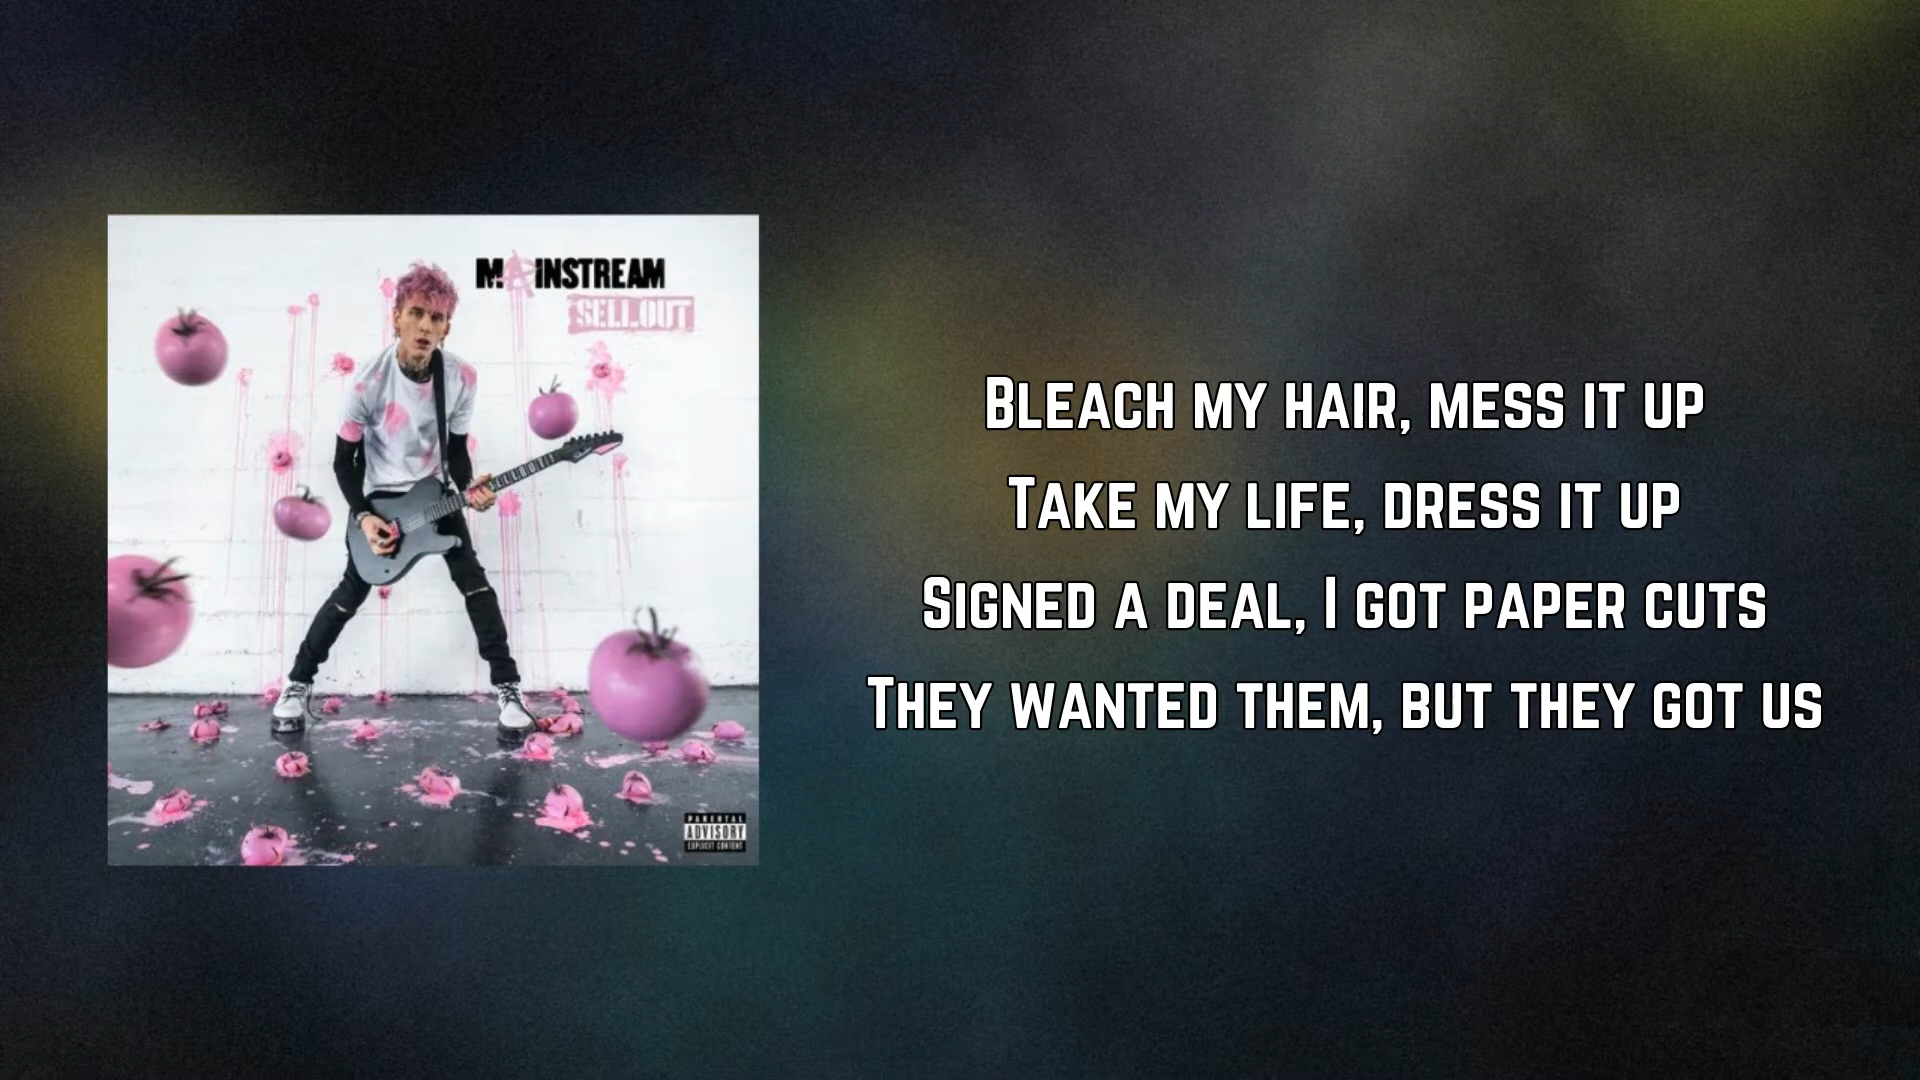 MAINSTREAM
SELLOUT
SELLOUT!
PARENTAL
ADVISORY
EXPLICIT CONTENT
Bleach my hair, mess it up
Take my life, dress it up
Signed a deal, I got paper cuts
They wanted them, but they got us